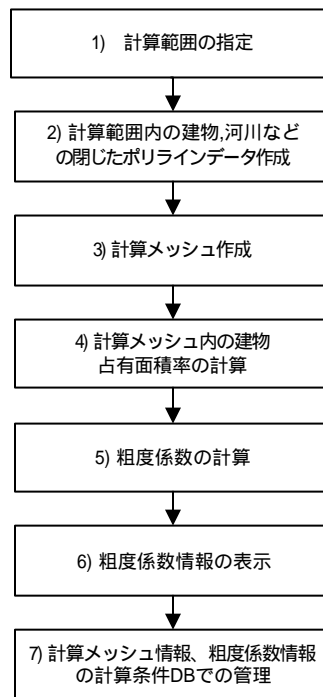 1) 計算範囲の指定
2) 計算範囲内の建物,河川など
の閉じたポリラインデータ作成
3) 計算メッシュ作成
4) 計算メッシュ内の建物
占有面積率の計算
5) 粗度係数の計算
6) 粗度係数情報の表示
7) 計算メッシュ情報、粗度係数情報
の計算条件DBでの管理